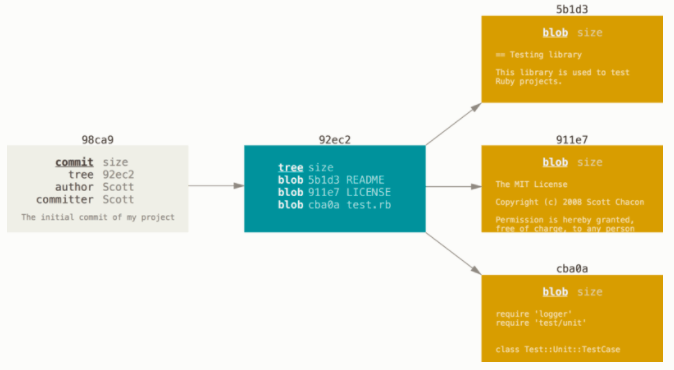 98ca9
commit size
tree 92ec2
author Scott
committer Scott
The initial commit of my project
92ec2
tree size
blob 5b1d3 README
blob 911e7 LICENSE
blob cba0a test.rb
5b1d3
blob size
== Testing library
This library is used to test
Ruby projects.
911e7
blob size
The MIT License
Copyright (c) 2008 Scott Chacon
Permission is hereby granted,
free of charge, to any person
cba0a
blob size
require 'logger'
require 'test/unit'
class Test::Unit::TestCase